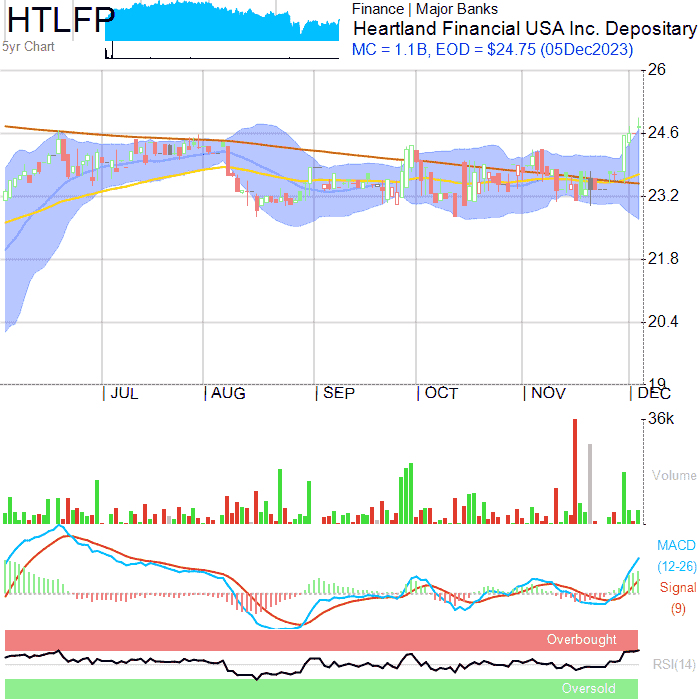 HTLFP
5yr Chart
Finance | Major Banks
Heartland Financial USA Inc. Depositary
MC = 1.1B, EOD = $24.75 (05Dec2023)
26
24.6
23.2
21.8
20.4
19
JUL AUG SEP OCT NOV DEC
36k
Volume
MACD
(12-26)
Signal
(9)
Overbought
RSI(14)
Oversold